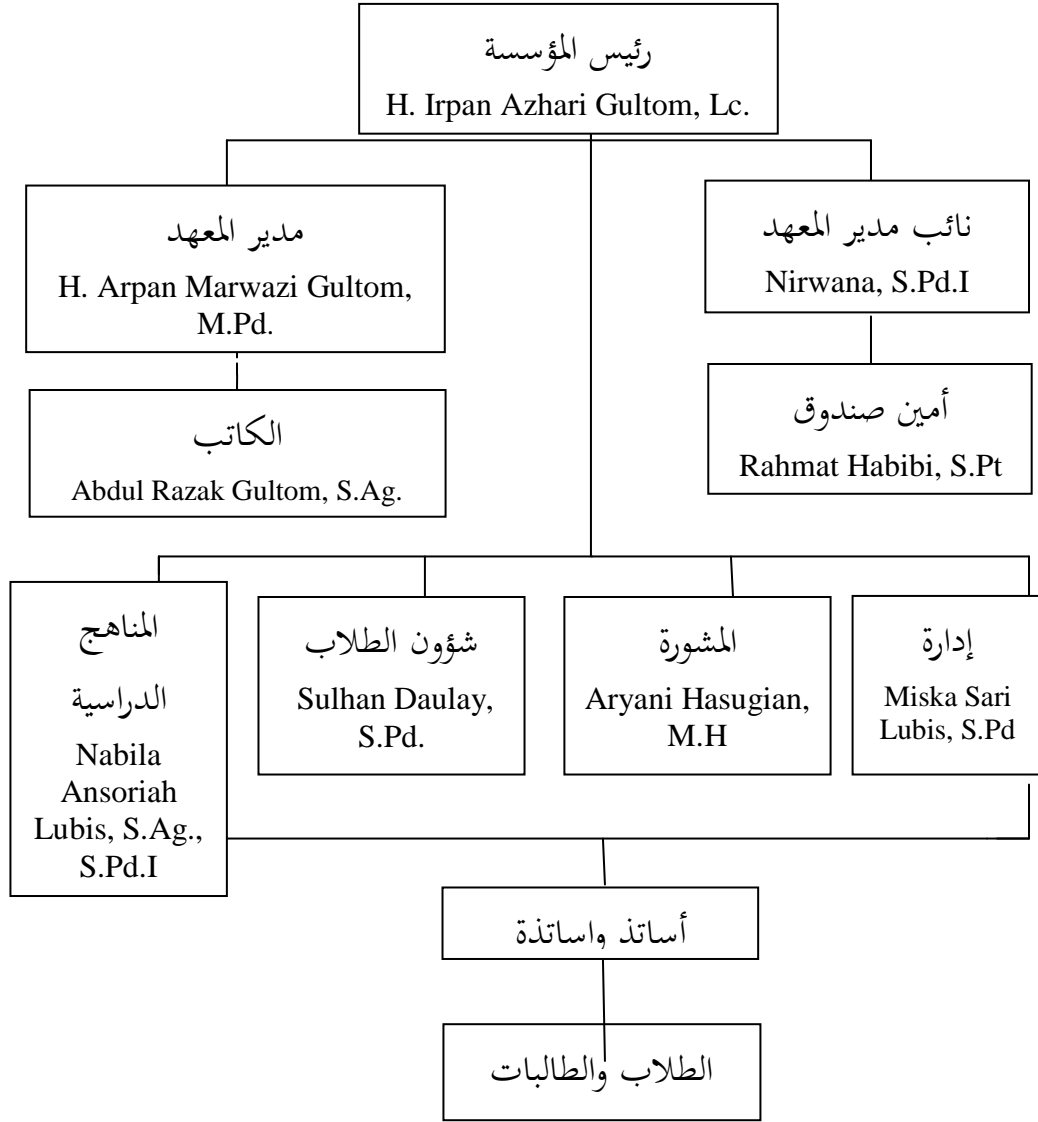 رئيس المؤسسة
H. Irpan Azhari Gultom, Lc.
مدير المعهد
H. Arpan Marwazi Gultom,
M.Pd.
نائب مدير المعهد
Nirwana, S.Pd.I
الكاتب
Abdul Razak Gultom, S.Ag.
أمين صندوق
Rahmat Habibi, S.Pt
المناهج
الدراسية
Nabila
Ansoriah
Lubis, S.Ag.,
S.Pd.I
شؤون الطلاب
Sulhan Daulay,
S.Pd.
المشورة
Aryani Hasugian,
M.H
إدارة
Miska Sari
Lubis, S.Pd
أساتذ واساتذة
الطلاب والطالبات